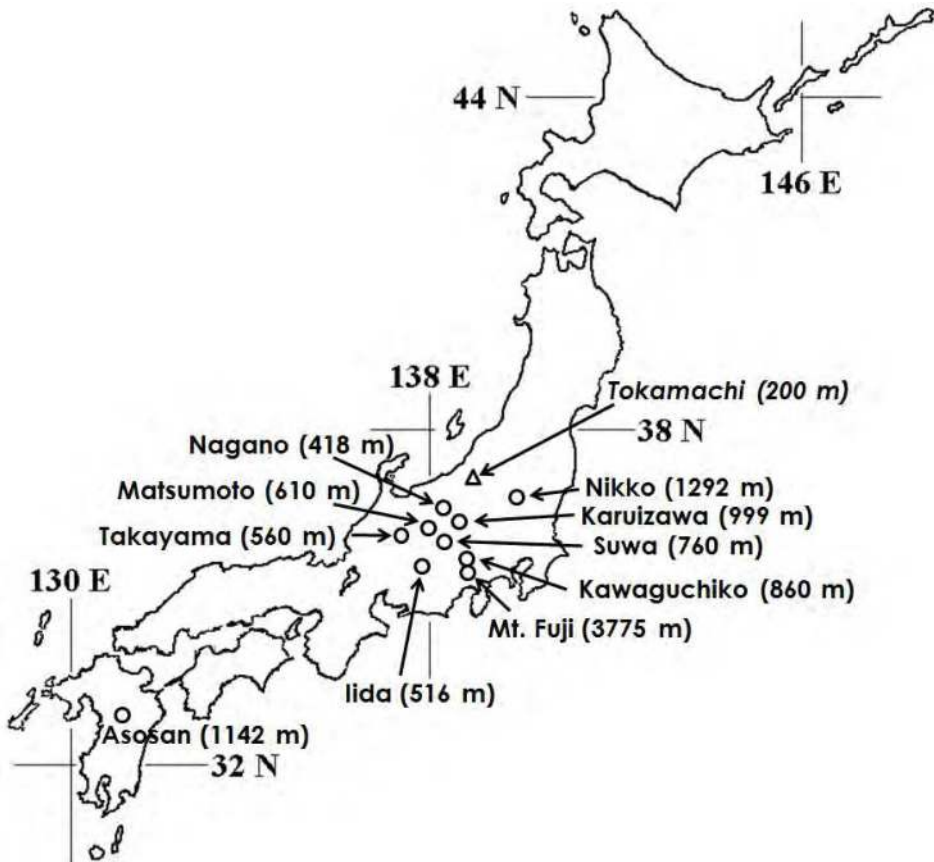 44 N
146 E
138 E
Tokamachi (200 m)
38 N
Nagano (418 m)
Matsumoto (610 m)
Nikko (1292 m)
Karuizawa (999 m)
Takayama (560 m)
Suwa (760 m)
130 E
Kawaguchiko (860 m)
Mt. Fuji (3775 m)
Iida (516 m)
Asosan (1142 m)
32 N